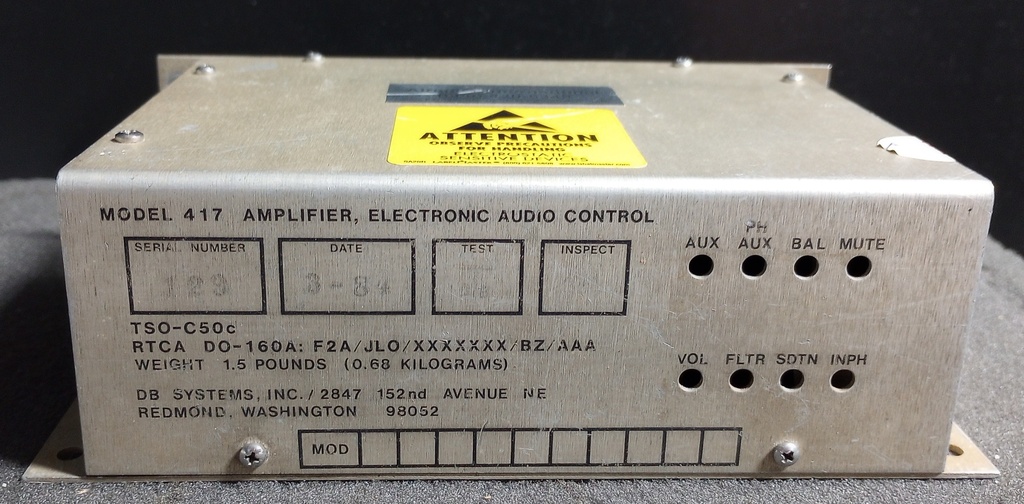 ATTENTION
OBSERVE PRECAUTIONS
FOR HANDLING
ELECTROSTATIC
SENSITIVE DEVICES
MODEL 417 AMPLIFIER, ELECTRONIC AUDIO CONTROL
SERIAL NUMBER
123
DATE
3-84
TEST
INSPECT
PH
AUX AUX BAL MUTE
TSO-C50c
RTCA DO-160A: F2A/JLO/XXXXXXX/BZ/AAA
WEIGHT 1.5 POUNDS (0.68 KILOGRAMS)
VOL FLTR SDTN INPH
DB SYSTEMS, INC./2847 152nd AVENUE NE
REDMOND, WASHINGTON 98052
MOD